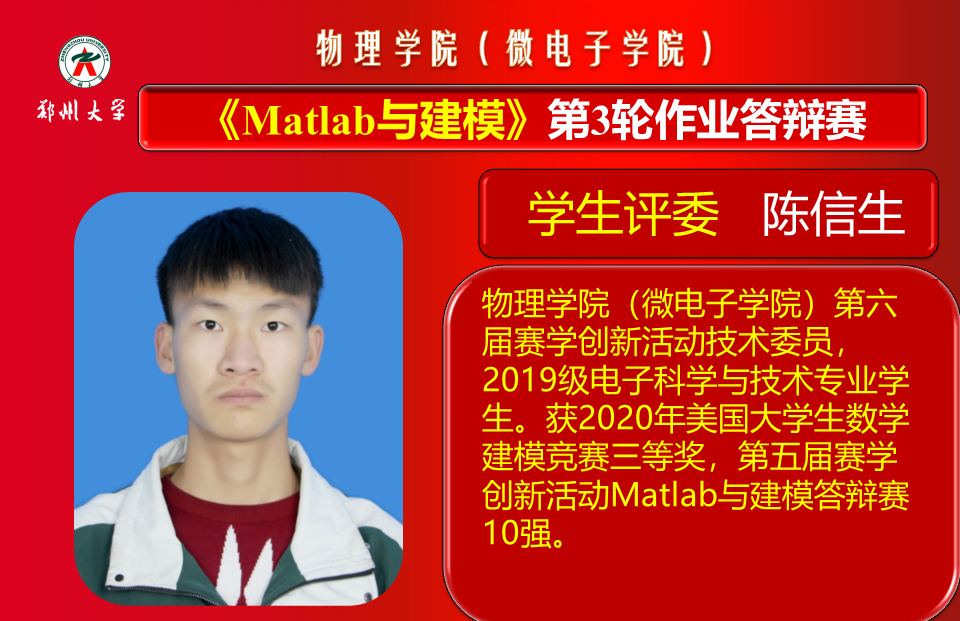 物理学院（微电子学院）
ZHENGZHOU UNIVERSITY
郑州大学
《Matlab与建模》第3轮作业答辩赛
学生评委 陈信生
物理学院（微电子学院）第六
届赛学创新活动技术委员，
2019级电子科学与技术专业学
生。获2020年美国大学生数学
建模竞赛三等奖，第五届赛学
创新活动Matlab与建模答辩赛
10强。